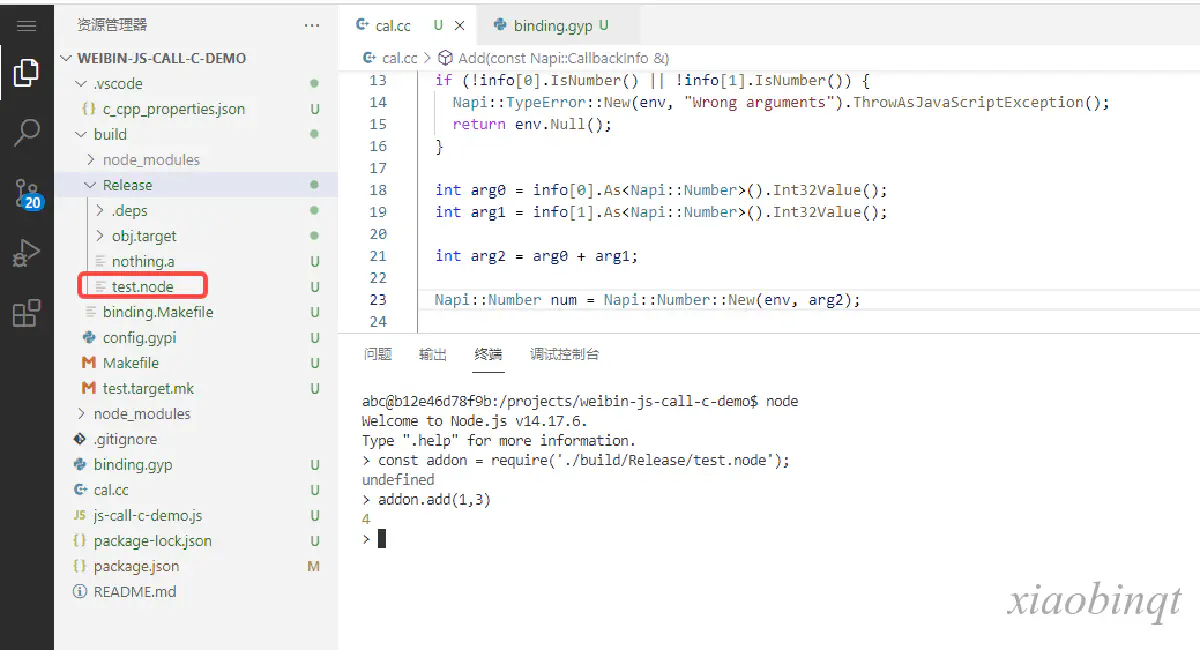 资源管理器
WEIBIN-JS-CALL-C-DEMO
.vscode
{} c_cpp_properties.json U
build
node_modules
Release
.deps
obj.target
nothing.a U
test.node U
binding.Makefile U
config.gypi U
M Makefile U
M test.target.mk U
node_modules
.gitignore
binding.gyp U
cal.cc U
JS js-call-c-demo.js U
{} package-lock.json U
{} package.json M
README.md
20
cal.cc U
binding.gyp U
cal.cc > Add(const Napi::CallbackInfo &)
13 if (!info[0].IsNumber() || !info[1].IsNumber()) {
14 Napi::TypeError::New(env, "Wrong arguments").ThrowAsJavaScriptException();
15 return env.Null();
16 }
17
18 int arg0 = info[0].As<Napi::Number>().Int32Value();
19 int arg1 = info[1].As<Napi::Number>().Int32Value();
20
21 int arg2 = arg0 + arg1;
22
23 Napi::Number num = Napi::Number::New(env, arg2);
24
问题 输出 终端 调试控制台
abc@b12e46d78f9b:/projects/weibin-js-call-c-demo$ node
Welcome to Node.js v14.17.6.
Type ".help" for more information.
> const addon = require('./build/Release/test.node');
undefined
> addon.add(1,3)
4
>
xiaobinqt